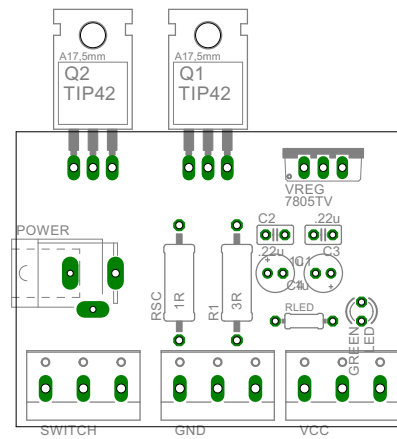 A17,5mm
Q2
TIP42
A17,5mm
Q1
TIP42
VREG
7805TV
POWER
C2
.22u
.22u
C3
RSC
1R
R1
3R
C1
C4
RLED
GREEN
LED
SWITCH
GND
VCC